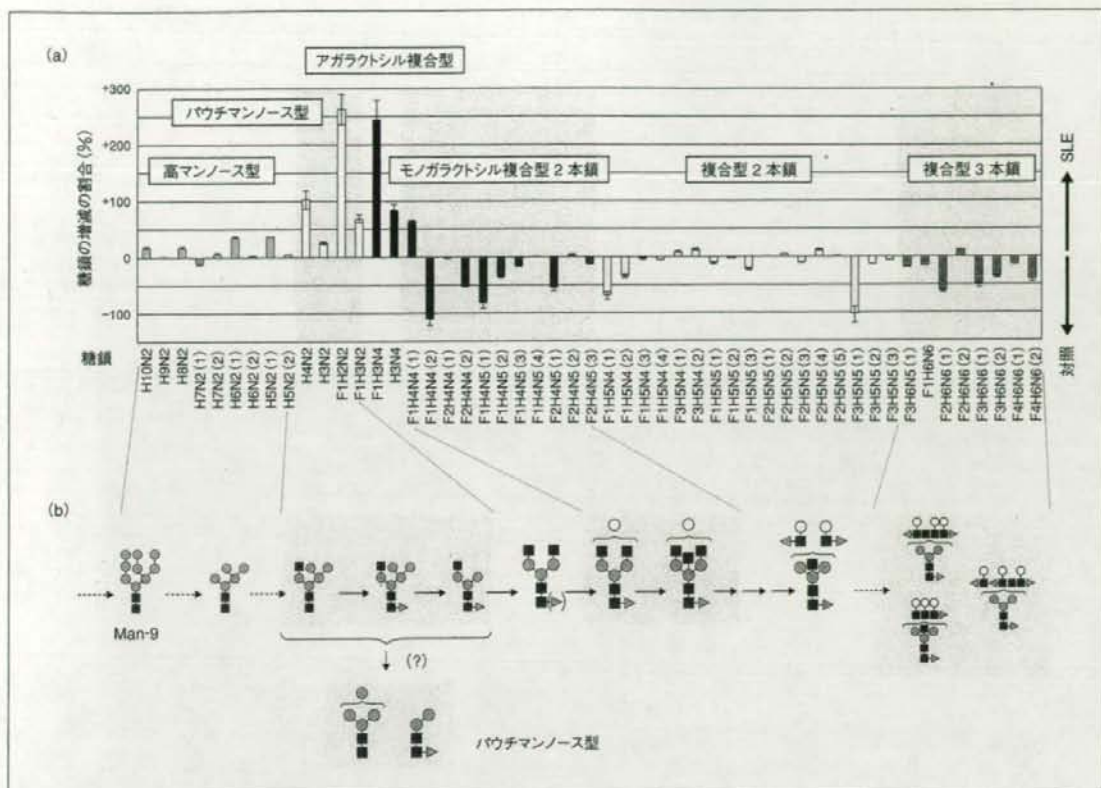 (a)
アガラクトシル複合型
パウチマンノース型
高マンノース型
モノガラクトシル複合型2本鎖
複合型2本鎖
複合型3本鎖
糖鎖の増減の割合(%)
+300
+200
+100
0
−100
SLE
対照
糖鎖
H10N2
H9N2
H8N2
H7N2 (1)
H7N2 (2)
H6N2 (1)
H6N2 (2)
H5N2 (1)
H5N2 (2)
H4N2
H3N2
F1H2N2
F1H3N2
F1H3N4
H3N4
F1H4N4 (1)
F1H4N4 (2)
F2H4N4 (1)
F2H4N4 (2)
F1H4N5 (1)
F1H4N5 (2)
F1H4N5 (3)
F1H4N5 (4)
F2H4N5 (1)
F2H4N5 (2)
F2H4N5 (3)
F1H5N4 (1)
F1H5N4 (2)
F1H5N4 (3)
F1H5N4 (4)
F3H5N4 (1)
F3H5N4 (2)
F1H5N5 (1)
F1H5N5 (2)
F1H5N5 (3)
F2H5N5 (1)
F2H5N5 (2)
F2H5N5 (3)
F2H5N5 (4)
F2H5N5 (5)
F3H5N5 (1)
F3H5N5 (2)
F3H5N5 (3)
F3H6N5 (1)
F1H6N6
F2H6N6 (1)
F2H6N6 (2)
F3H6N6 (1)
F3H6N6 (2)
F4H6N6 (1)
F4H6N6 (2)
(b)
Man-9
(?)
パウチマンノース型